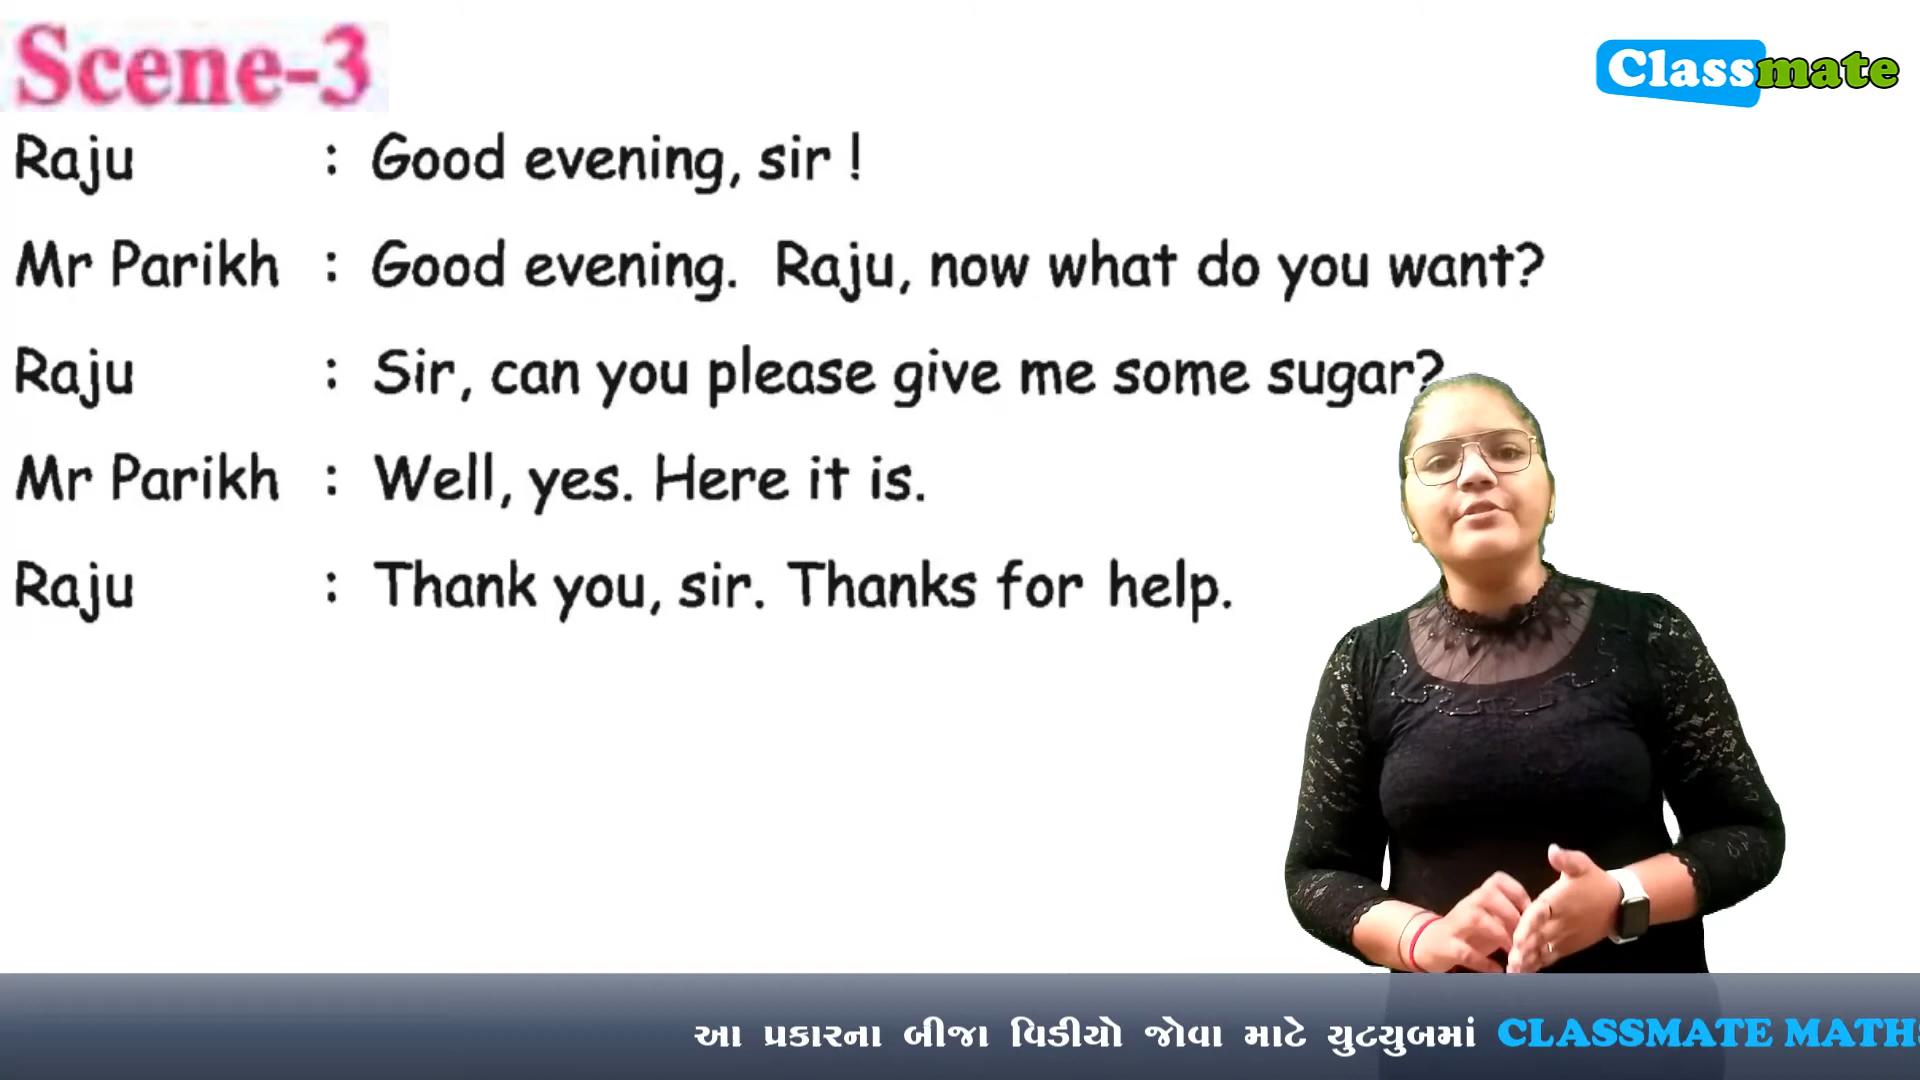 Scene-3
Classmate
Raju : Good evening, sir !
Mr Parikh : Good evening. Raju, now what do you want?
Raju : Sir, can you please give me some sugar?
Mr Parikh : Well, yes. Here it is.
Raju : Thank you, sir. Thanks for help.
આ પ્રકારના બીજા વિડીયો જોવા માટે યુટયુબમાં CLASSMATE MATHS